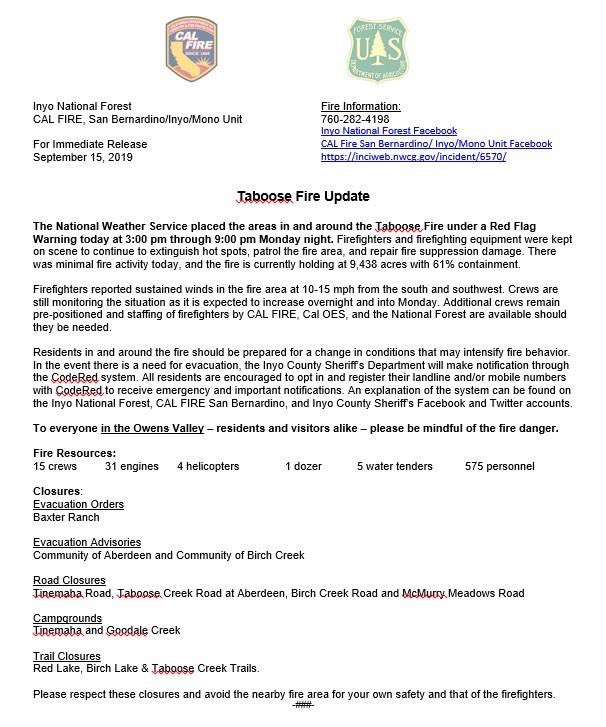 CAL FIRE
SINCE 1885
FOREST SERVICE
U S
DEPARTMENT OF AGRICULTURE
Inyo National Forest
CAL FIRE, San Bernardino/Inyo/Mono Unit
For Immediate Release
September 15, 2019
Fire Information:
760-282-4198
Inyo National Forest Facebook
CAL Fire San Bernardino/ Inyo/Mono Unit Facebook
https://inciweb.nwcg.gov/incident/6570/
Taboose Fire Update
The National Weather Service placed the areas in and around the Taboose Fire under a Red Flag
Warning today at 3:00 pm through 9:00 pm Monday night. Firefighters and firefighting equipment were kept
on scene to continue to extinguish hot spots, patrol the fire area, and repair fire suppression damage. There
was minimal fire activity today, and the fire is currently holding at 9,438 acres with 61% containment.
Firefighters reported sustained winds in the fire area at 10-15 mph from the south and southwest. Crews are
still monitoring the situation as it is expected to increase overnight and into Monday. Additional crews remain
pre-positioned and staffing of firefighters by CAL FIRE, Cal OES, and the National Forest are available should
they be needed.
Residents in and around the fire should be prepared for a change in conditions that may intensify fire behavior.
In the event there is a need for evacuation, the Inyo County Sheriff's Department will make notification through
the CodeRed system. All residents are encouraged to opt in and register their landline and/or mobile numbers
with CodeRed to receive emergency and important notifications. An explanation of the system can be found on
the Inyo National Forest, CAL FIRE San Bernardino, and Inyo County Sheriff's Facebook and Twitter accounts.
To everyone in the Owens Valley – residents and visitors alike – please be mindful of the fire danger.
Fire Resources:
15 crews 31 engines 4 helicopters 1 dozer 5 water tenders 575 personnel
Closures:
Evacuation Orders
Baxter Ranch
Evacuation Advisories
Community of Aberdeen and Community of Birch Creek
Road Closures
Tinemaha Road, Taboose Creek Road at Aberdeen, Birch Creek Road and McMurry Meadows Road
Campgrounds
Tinemaha and Goodale Creek
Trail Closures
Red Lake, Birch Lake & Taboose Creek Trails.
Please respect these closures and avoid the nearby fire area for your own safety and that of the firefighters.
-###-